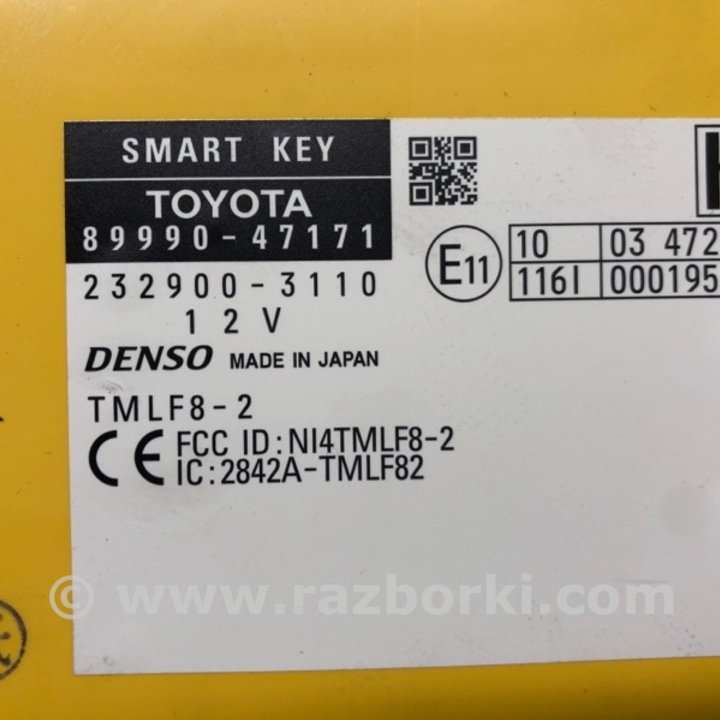 SMART KEY
TOYOTA
89990-47171
232900-3110
12V
DENSO MADE IN JAPAN
TMLF8-2
CE FCC ID:NI4TMLF8-2
IC:2842A-TMLF82
E11
10 03 472
116I 000195
© www.razborki.com